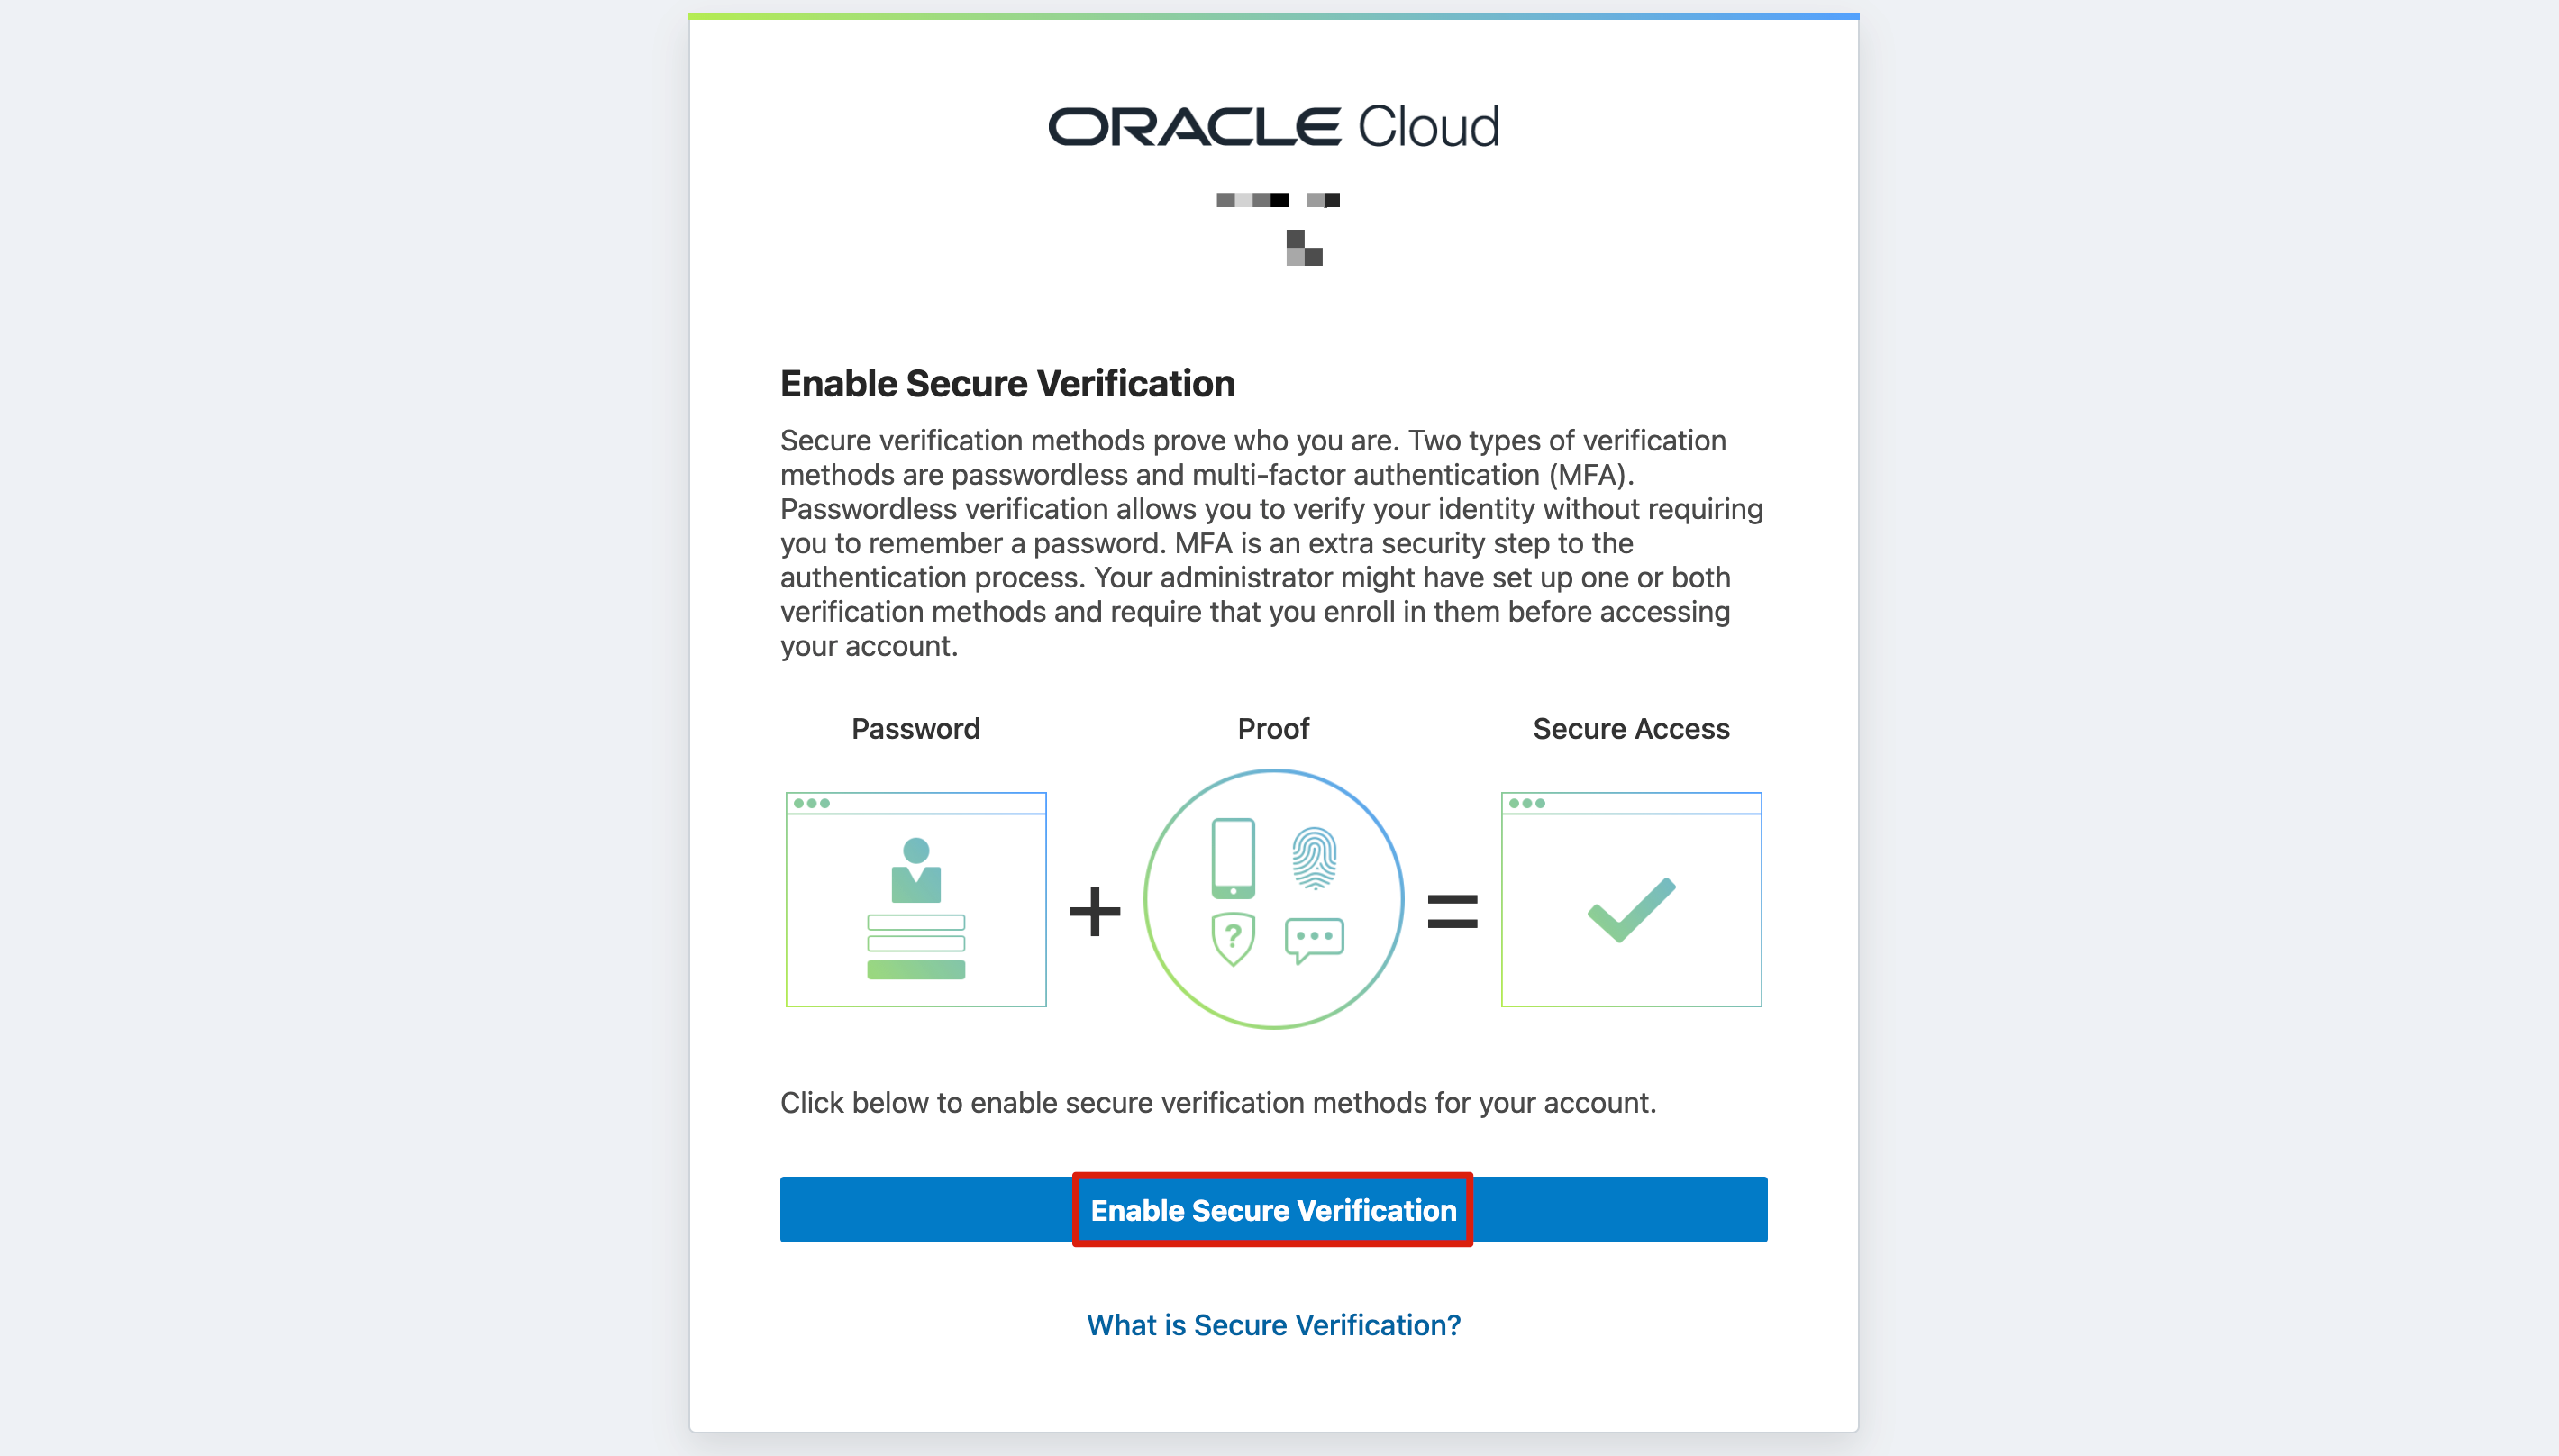 ORACLE Cloud
Enable Secure Verification
Secure verification methods prove who you are. Two types of verification
methods are passwordless and multi-factor authentication (MFA).
Passwordless verification allows you to verify your identity without requiring
you to remember a password. MFA is an extra security step to the
authentication process. Your administrator might have set up one or both
verification methods and require that you enroll in them before accessing
your account.
Password Proof Secure Access
?
Click below to enable secure verification methods for your account.
Enable Secure Verification
What is Secure Verification?